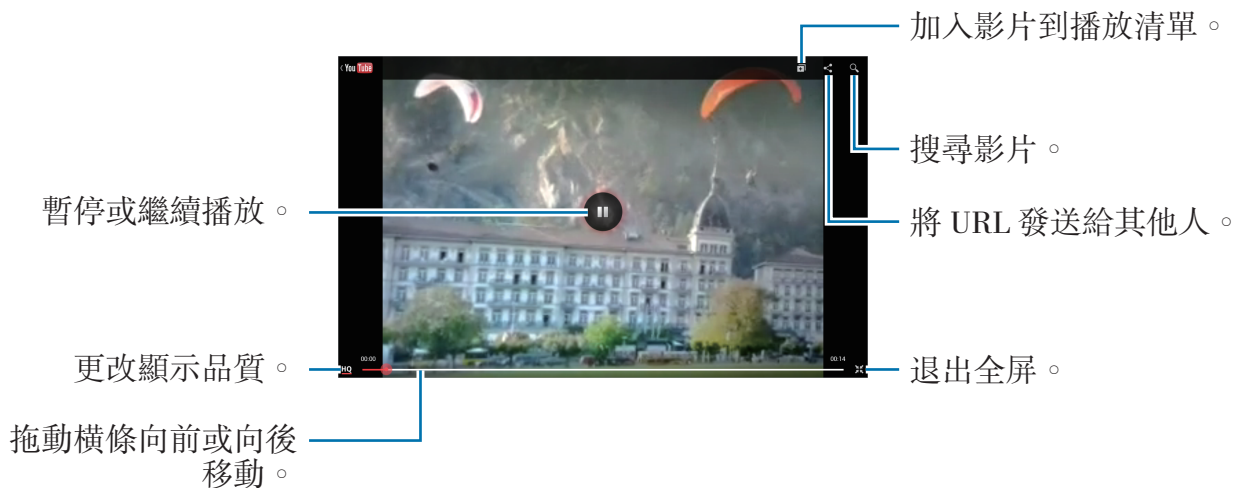 加入影片到播放清單。
You Tube
搜尋影片。
暫停或繼續播放。
將 URL 發送給其他人。
00:00
00:14
更改顯示品質。
HQ
退出全屏。
拖動橫條向前或向後
移動。